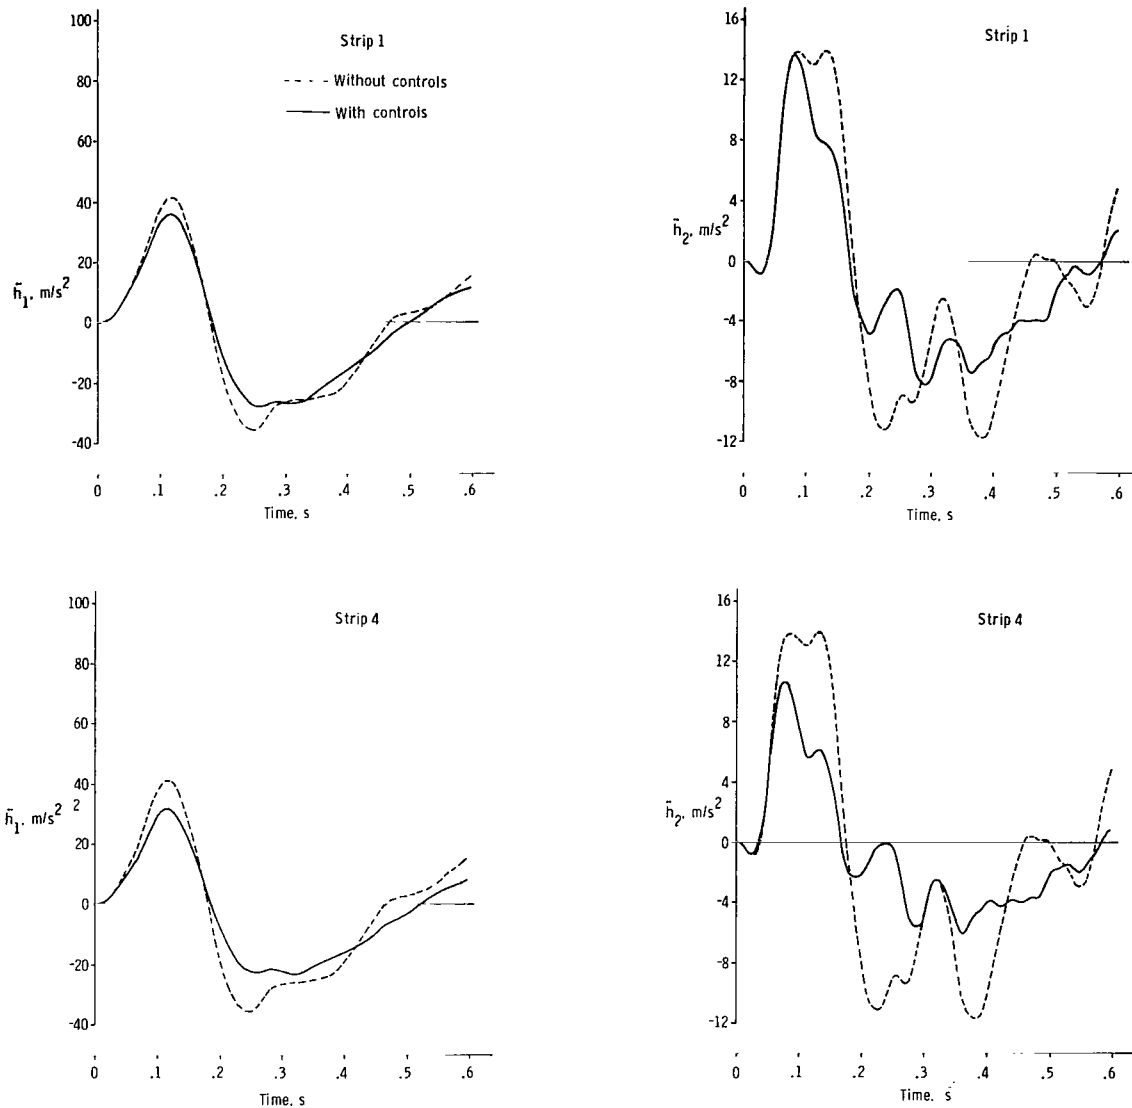 100
80
60
40
20
0
-20
-40
ḧ1, m/s2
Strip 1
Without controls
With controls
0 .1 .2 .3 .4 .5 .6
Time, s
16
12
8
4
0
-4
-8
-12
ḧ2, m/s2
Strip 1
0 .1 .2 .3 .4 .5 .6
Time, s
100
80
60
40
20
0
-20
-40
ḧ1, m/s2 2
Strip 4
0 .1 .2 .3 .4 .5 .6
Time, s
16
12
8
4
0
-4
-8
-12
ḧ2, m/s2
Strip 4
0 .1 .2 .3 .4 .5 .6
Time, s